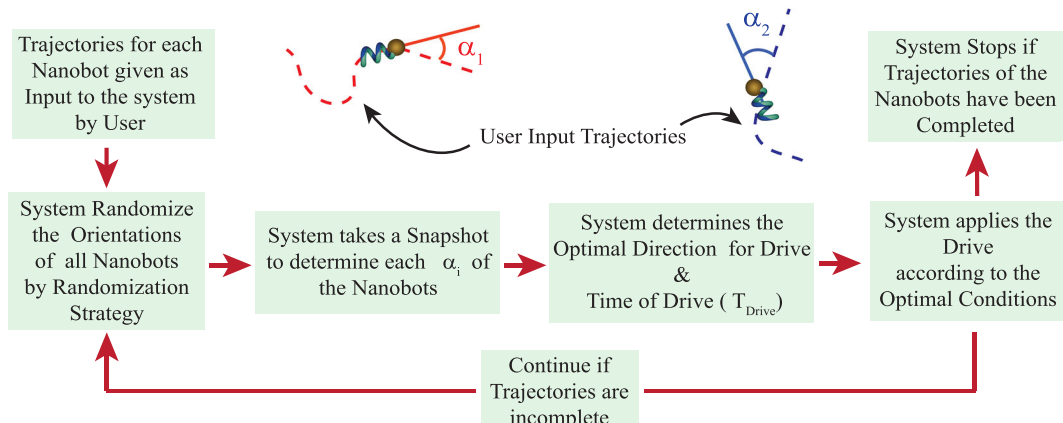 Trajectories for each
Nanobot given as
Input to the system
by User
α1
α2
User Input Trajectories
System Stops if
Trajectories of the
Nanobots have been
Completed
System Randomize
the Orientations
of all Nanobots
by Randomization
Strategy
System takes a Snapshot
to determine each αi of
the Nanobots
System determines the
Optimal Direction for Drive
&
Time of Drive ( TDrive)
System applies the
Drive
according to the
Optimal Conditions
Continue if
Trajectories are
incomplete